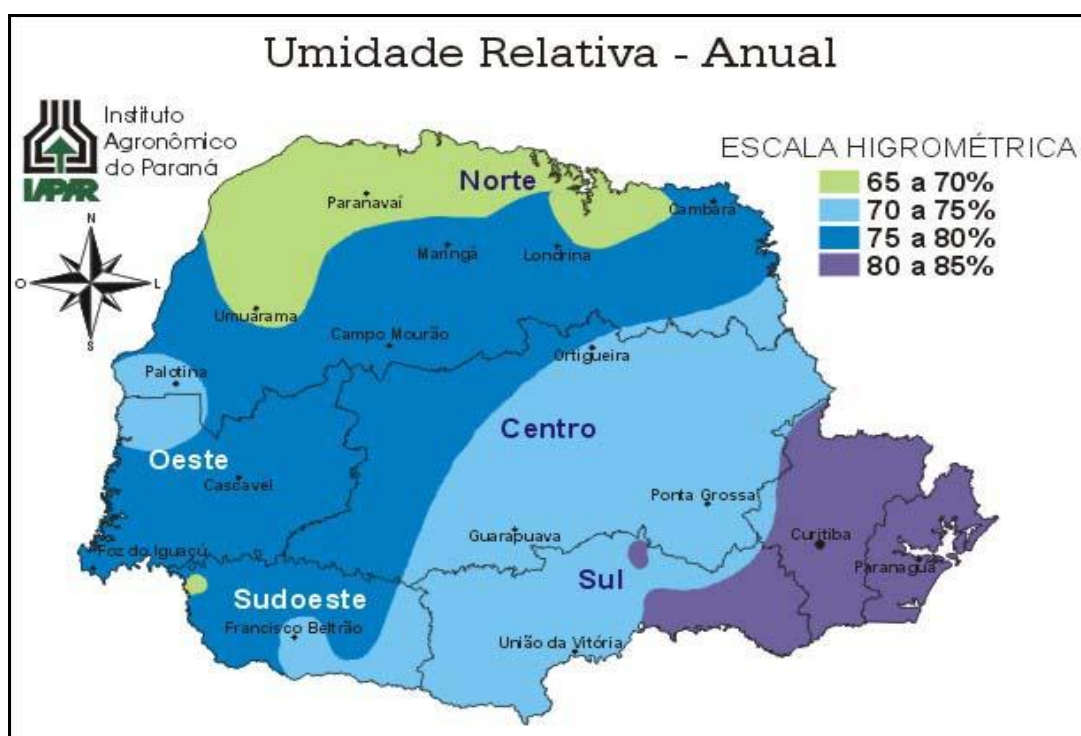 Umidade Relativa - Anual
Instituto
Agronômico
do Paraná
IAPAR
N
O
L
S
ESCALA HIGROMÉTRICA
65 a 70%
70 a 75%
75 a 80%
80 a 85%
Norte
Paranavaí
Cambará
Maringá
Londrina
Umuarama
Campo Mourão
Ortigueira
Palotina
Centro
Oeste
Cascavel
Ponta Grossa
Guarapuava
Curitiba
Foz do Iguaçú
Paranaguá
Sul
Sudoeste
Francisco Beltrão
União da Vitória